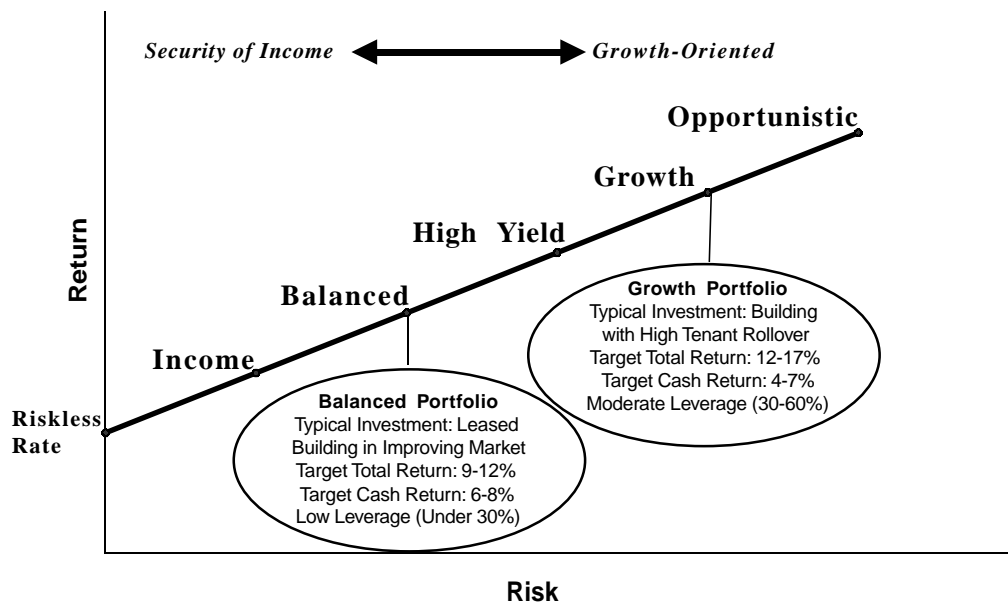 Security of Income
Growth-Oriented
Opportunistic
Growth
High Yield
Balanced
Income
Riskless
Rate
Return
Growth Portfolio
Typical Investment: Building
with High Tenant Rollover
Target Total Return: 12-17%
Target Cash Return: 4-7%
Moderate Leverage (30-60%)
Balanced Portfolio
Typical Investment: Leased
Building in Improving Market
Target Total Return: 9-12%
Target Cash Return: 6-8%
Low Leverage (Under 30%)
Risk